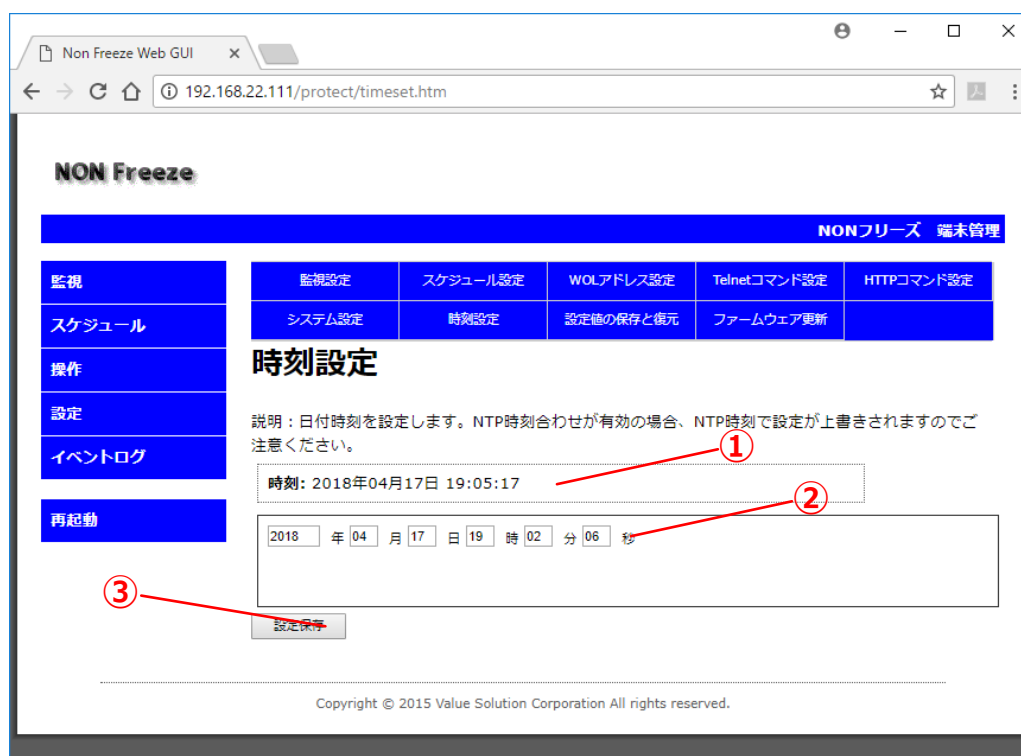 Non Freeze Web GUI
192.168.22.111/protect/timeset.htm
NON Freeze
NONフリーズ 端末管理
監視
スケジュール
操作
設定
イベントログ
再起動
監視設定 スケジュール設定 WOLアドレス設定 Telnetコマンド設定 HTTPコマンド設定
システム設定 時刻設定 設定値の保存と復元 ファームウェア更新
時刻設定
説明：日付時刻を設定します。NTP時刻合わせが有効の場合、NTP時刻で設定が上書きされますのでご
注意ください。
①
時刻: 2018年04月17日 19:05:17
②
2018 年 04 月 17 日 19 時 02 分 06 秒
③
設定保存
Copyright © 2015 Value Solution Corporation All rights reserved.